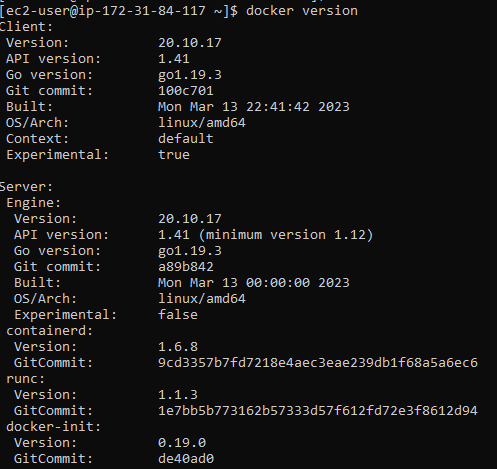 [ec2-user@ip-172-31-84-117 ~]$ docker version
Client:
 Version:           20.10.17
 API version:       1.41
 Go version:        go1.19.3
 Git commit:        100c701
 Built:             Mon Mar 13 22:41:42 2023
 OS/Arch:           linux/amd64
 Context:           default
 Experimental:      true

Server:
 Engine:
  Version:          20.10.17
  API version:      1.41 (minimum version 1.12)
  Go version:       go1.19.3
  Git commit:       a89b842
  Built:            Mon Mar 13 00:00:00 2023
  OS/Arch:          linux/amd64
  Experimental:     false
 containerd:
  Version:          1.6.8
  GitCommit:        9cd3357b7fd7218e4aec3eae239db1f68a5a6ec6
 runc:
  Version:          1.1.3
  GitCommit:        1e7bb5b773162b57333d57f612fd72e3f8612d94
 docker-init:
  Version:          0.19.0
  GitCommit:        de40ad0